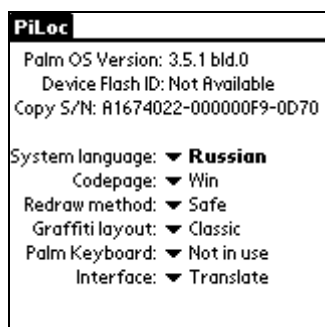 PiLoc
Palm OS Version: 3.5.1 bld.0
Device Flash ID: Not Available
Copy S/N: A1674022-000000F9-0D70
System language: Russian
Codepage: Win
Redraw method: Safe
Graffiti layout: Classic
Palm Keyboard: Not in use
Interface: Translate